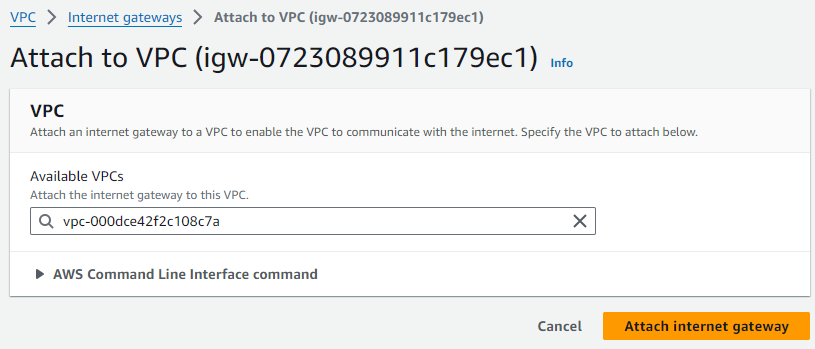 VPC > Internet gateways > Attach to VPC (igw-0723089911c179ec1)
Attach to VPC (igw-0723089911c179ec1) Info
VPC
Attach an internet gateway to a VPC to enable the VPC to communicate with the internet. Specify the VPC to attach below.
Available VPCs
Attach the internet gateway to this VPC.
vpc-000dce42f2c108c7a
AWS Command Line Interface command
Cancel Attach internet gateway